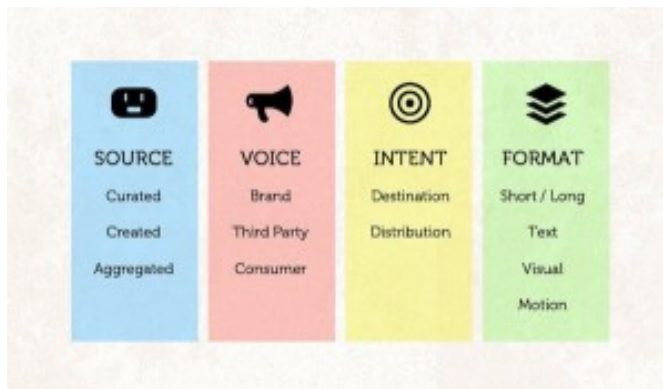 SOURCE
Curated
Created
Aggregated
VOICE
Brand
Third Party
Consumer
INTENT
Destination
Distribution
FORMAT
Short / Long
Text
Visual
Motion